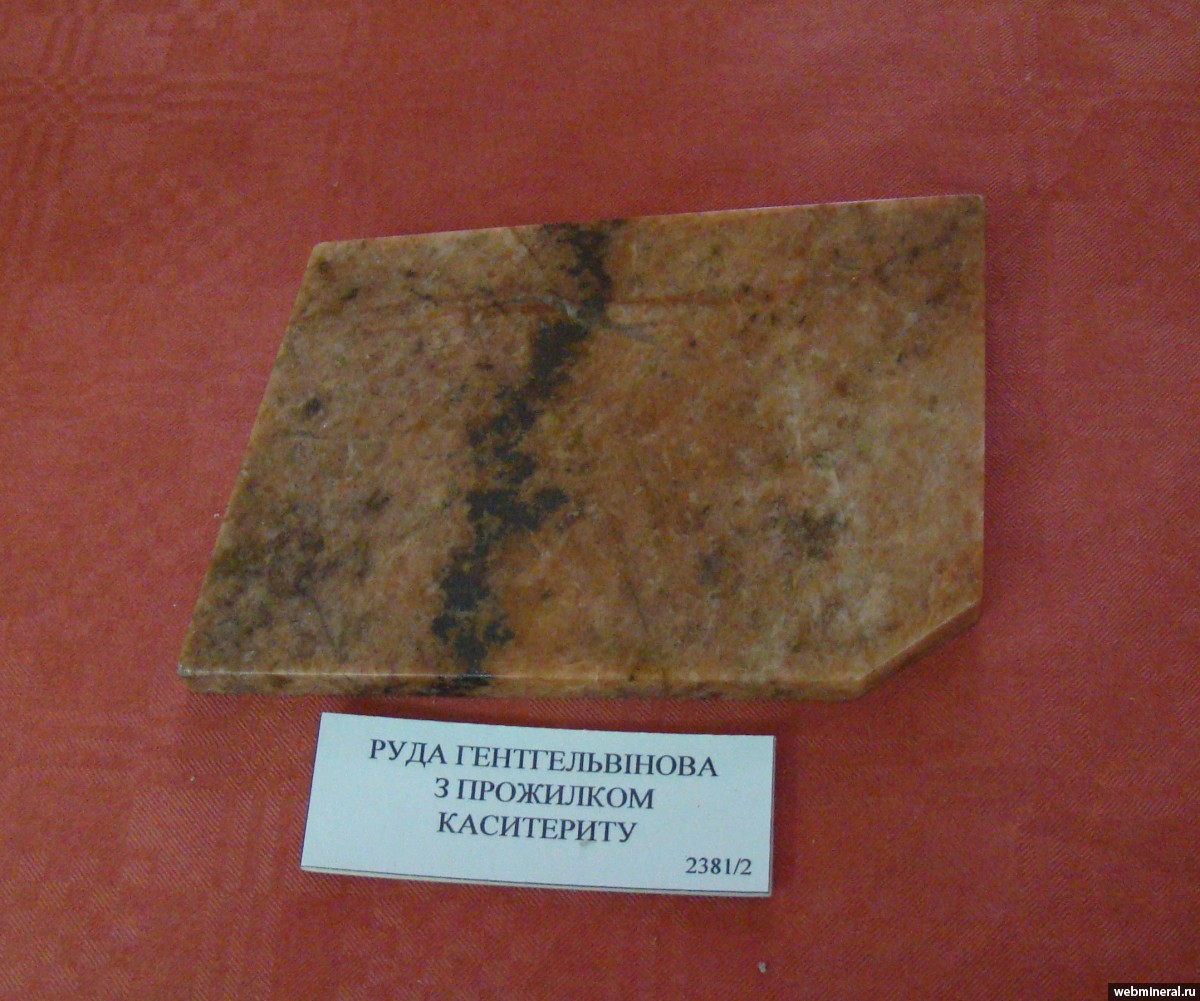 РУДА ГЕНТГЕЛЬВІНОВА
З ПРОЖИЛКОМ
КАСИТЕРИТУ
2381/2
webmineral.ru